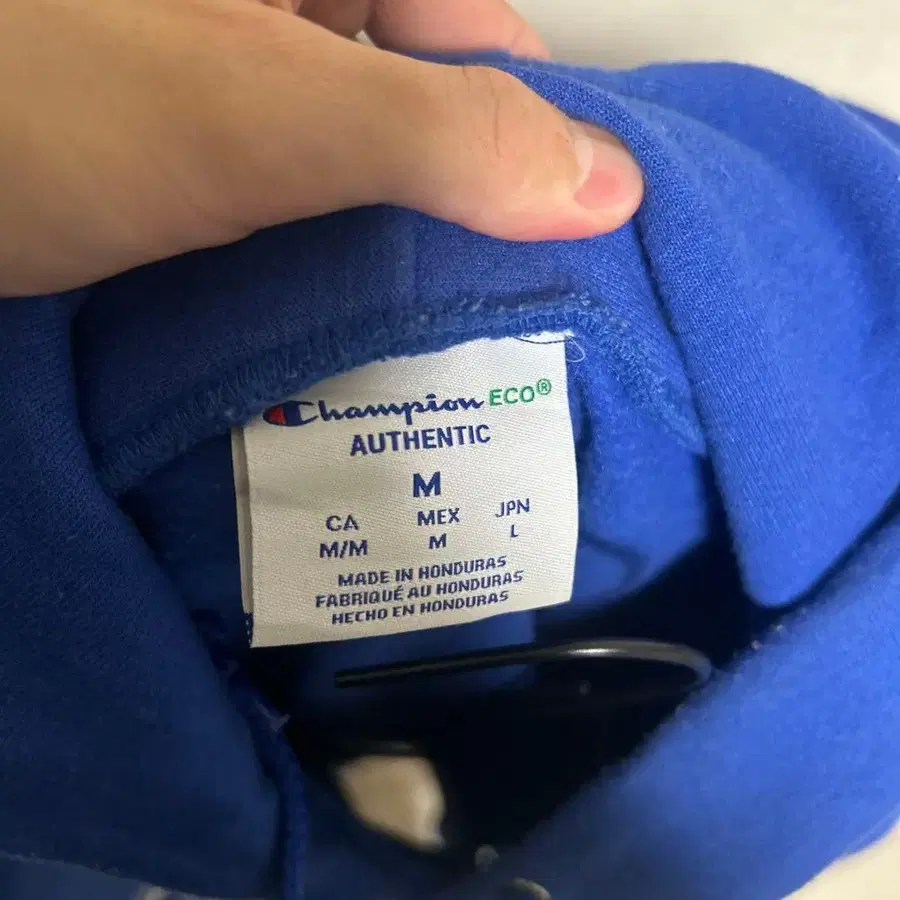 Champion ECO®
AUTHENTIC
M
CA MEX JPN
M/M M L
MADE IN HONDURAS
FABRIQUÉ AU HONDURAS
HECHO EN HONDURAS